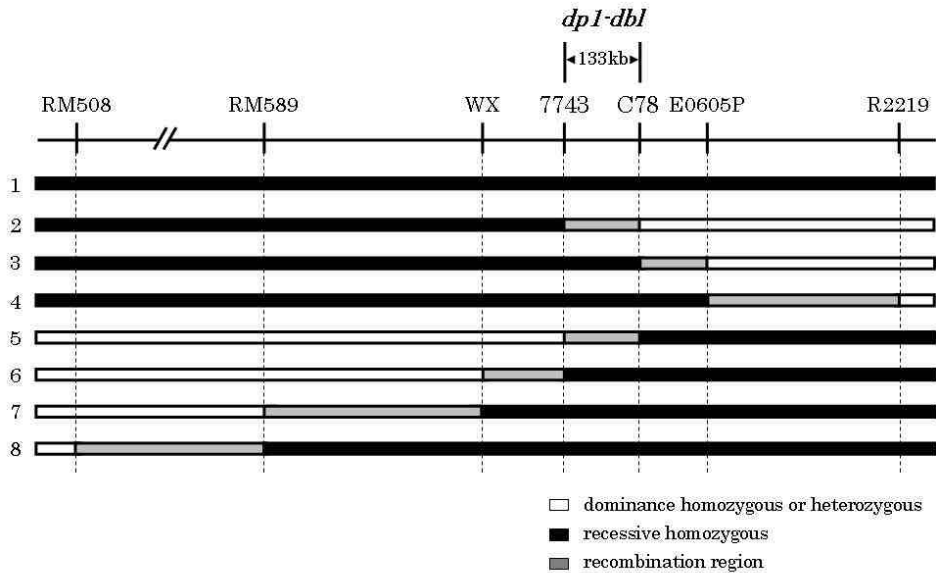 dp1-dbl
133kb
RM508 RM589 WX 7743 C78 E0605P R2219
1
2
3
4
5
6
7
8
dominance homozygous or heterozygous
recessive homozygous
recombination region